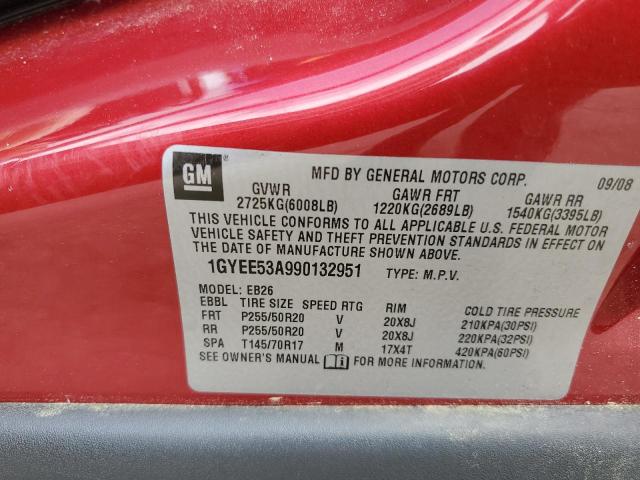 GM
®
MFD BY GENERAL MOTORS CORP. 09/08
GVWR GAWR FRT GAWR RR
2725KG(6008LB) 1220KG(2689LB) 1540KG(3395LB)
THIS VEHICLE CONFORMS TO ALL APPLICABLE U.S. FEDERAL MOTOR
VEHICLE SAFETY AND THEFT PREVENTION STANDARDS IN EFFECT ON
THE DATE OF MANUFACTURE SHOWN ABOVE.
1GYEE53A990132951 TYPE: M.P.V.
MODEL: EB26
EBBL TIRE SIZE SPEED RTG RIM COLD TIRE PRESSURE
FRT P255/50R20 V 20X8J 210KPA(30PSI)
RR P255/50R20 V 20X8J 220KPA(32PSI)
SPA T145/70R17 M 17X4T 420KPA(60PSI)
SEE OWNER'S MANUAL i FOR MORE INFORMATION.